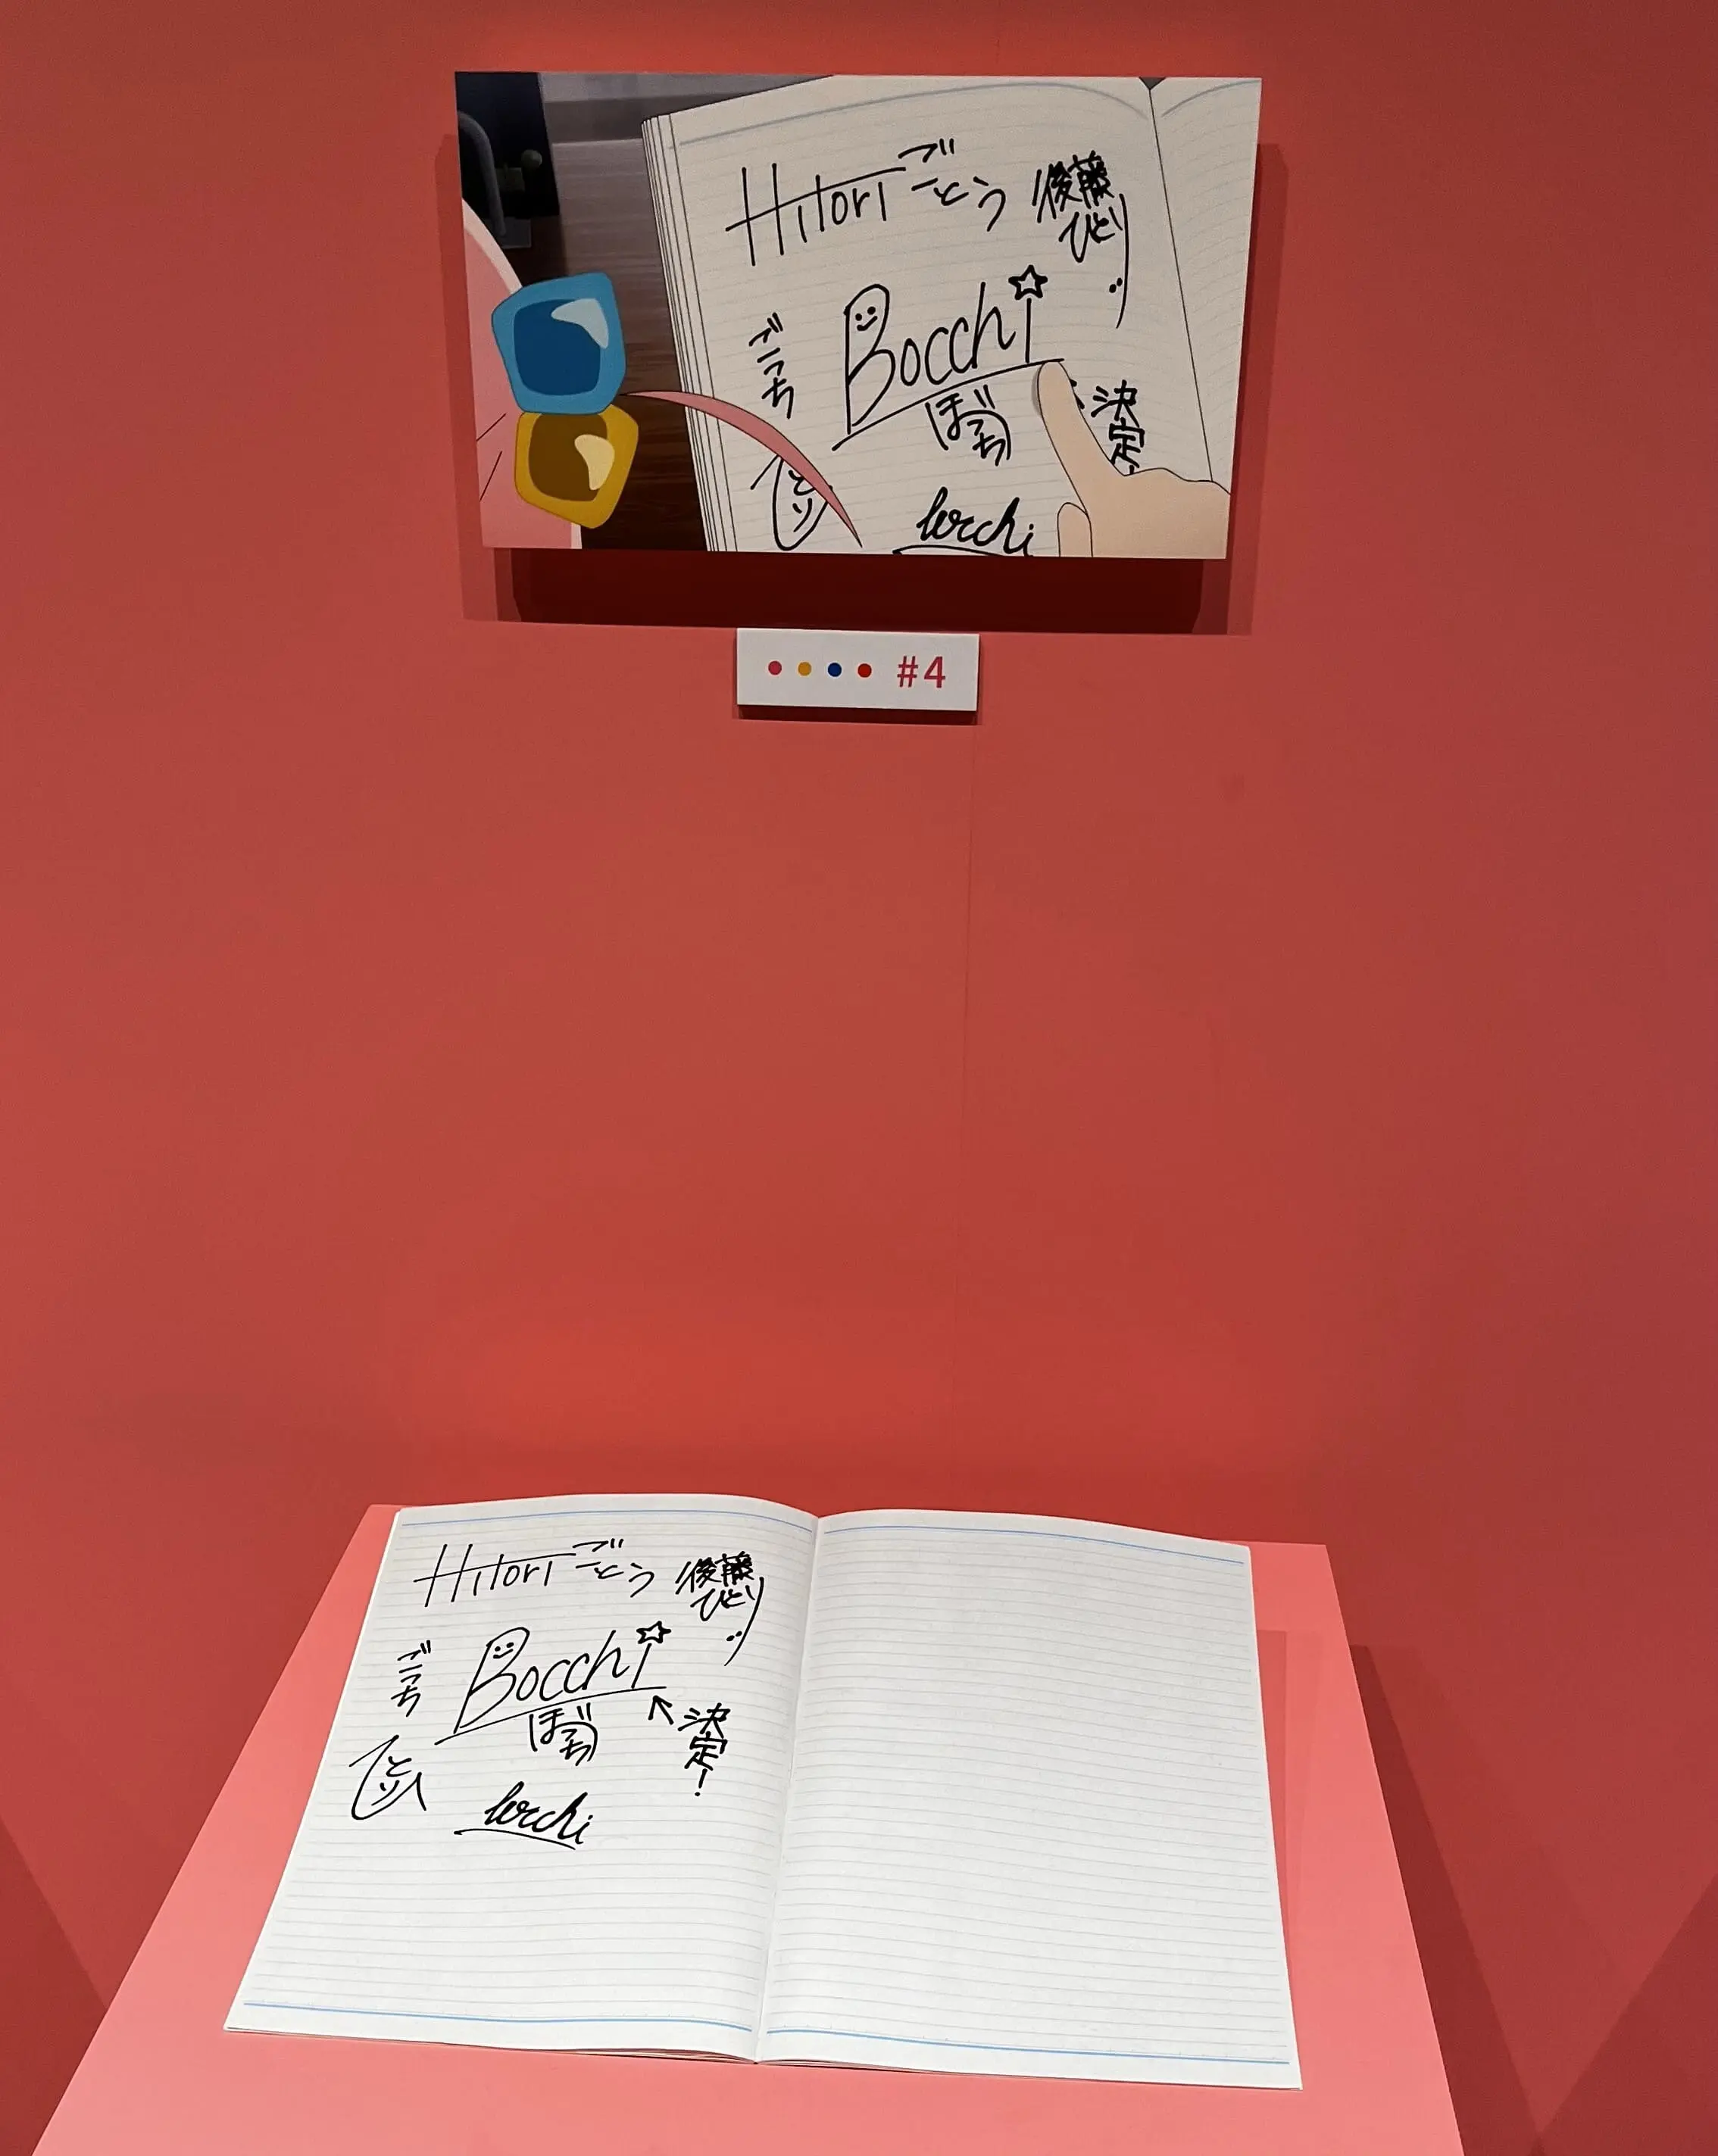 Hitori ごとう
後藤
ひとり
Bocchi
ごっち
ぼっち
決定
ひとり
#4
Hitori ごとう
後藤
ひとり
Bocchi
ごっち
ぼっち
決定!
ひとり